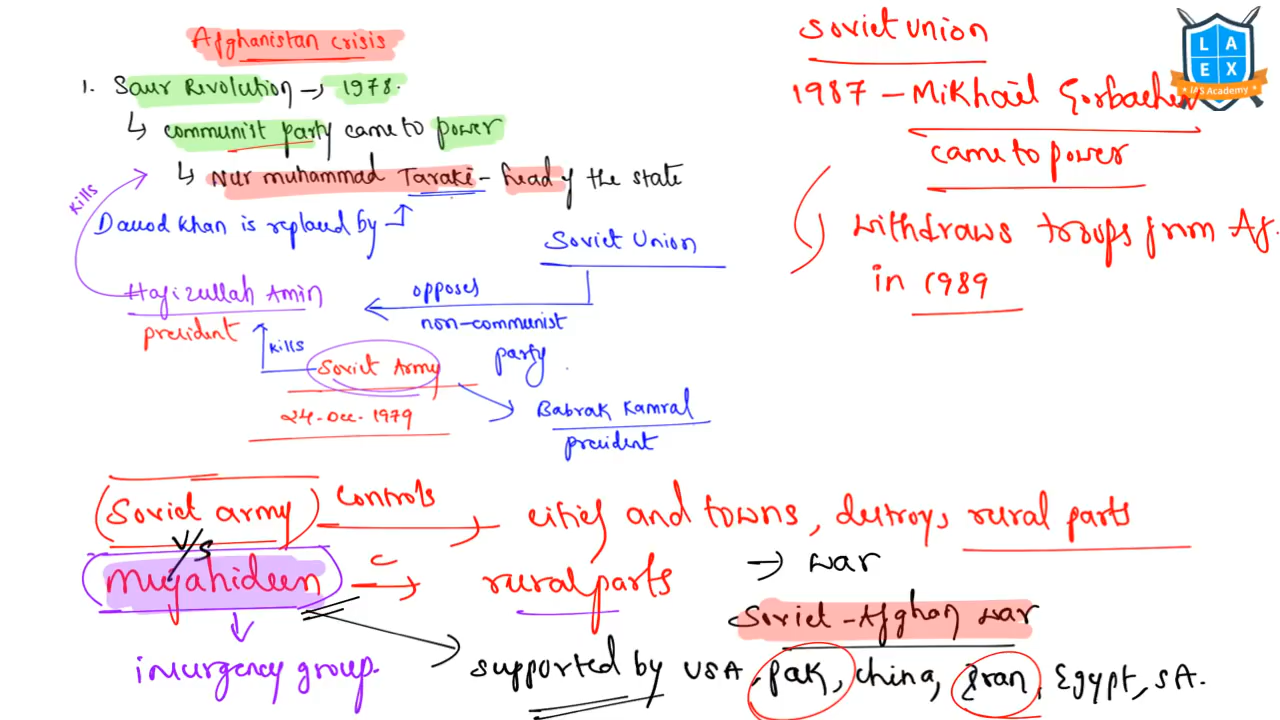 Afghanistan crisis
1. Saur Revolution → 1978.
↳ communist party came to power
↳ Nur muhammad Taraki - head of the state
kills
Daood Khan is replaced by
Soviet Union
Hafizullah Amin
president
opposes
non-communist
party
kills
Soviet Army
24-Dec-1979
Babrak Kamral
president
Soviet union
1987 - Mikhail Gorbachev
came to power
withdraws troops from Af.
in 1989
L A
E X
IAS Academy
Soviet army controls → cities and towns, destroys rural parts
V/S
mujahideen C → rural parts
→ war
Soviet-Afghan war
insurgency group.
supported by USA, pak, china, Iran, Egypt, SA.